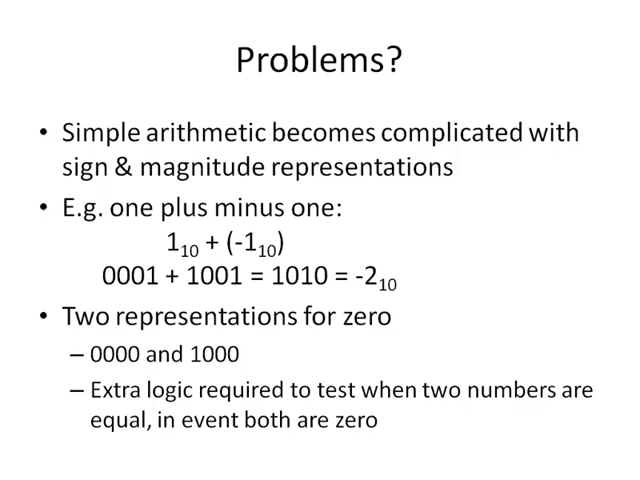 Problems?
• Simple arithmetic becomes complicated with
sign & magnitude representations
• E.g. one plus minus one:
1₁₀ + (-1₁₀)
0001 + 1001 = 1010 = -2₁₀
• Two representations for zero
– 0000 and 1000
– Extra logic required to test when two numbers are
equal, in event both are zero